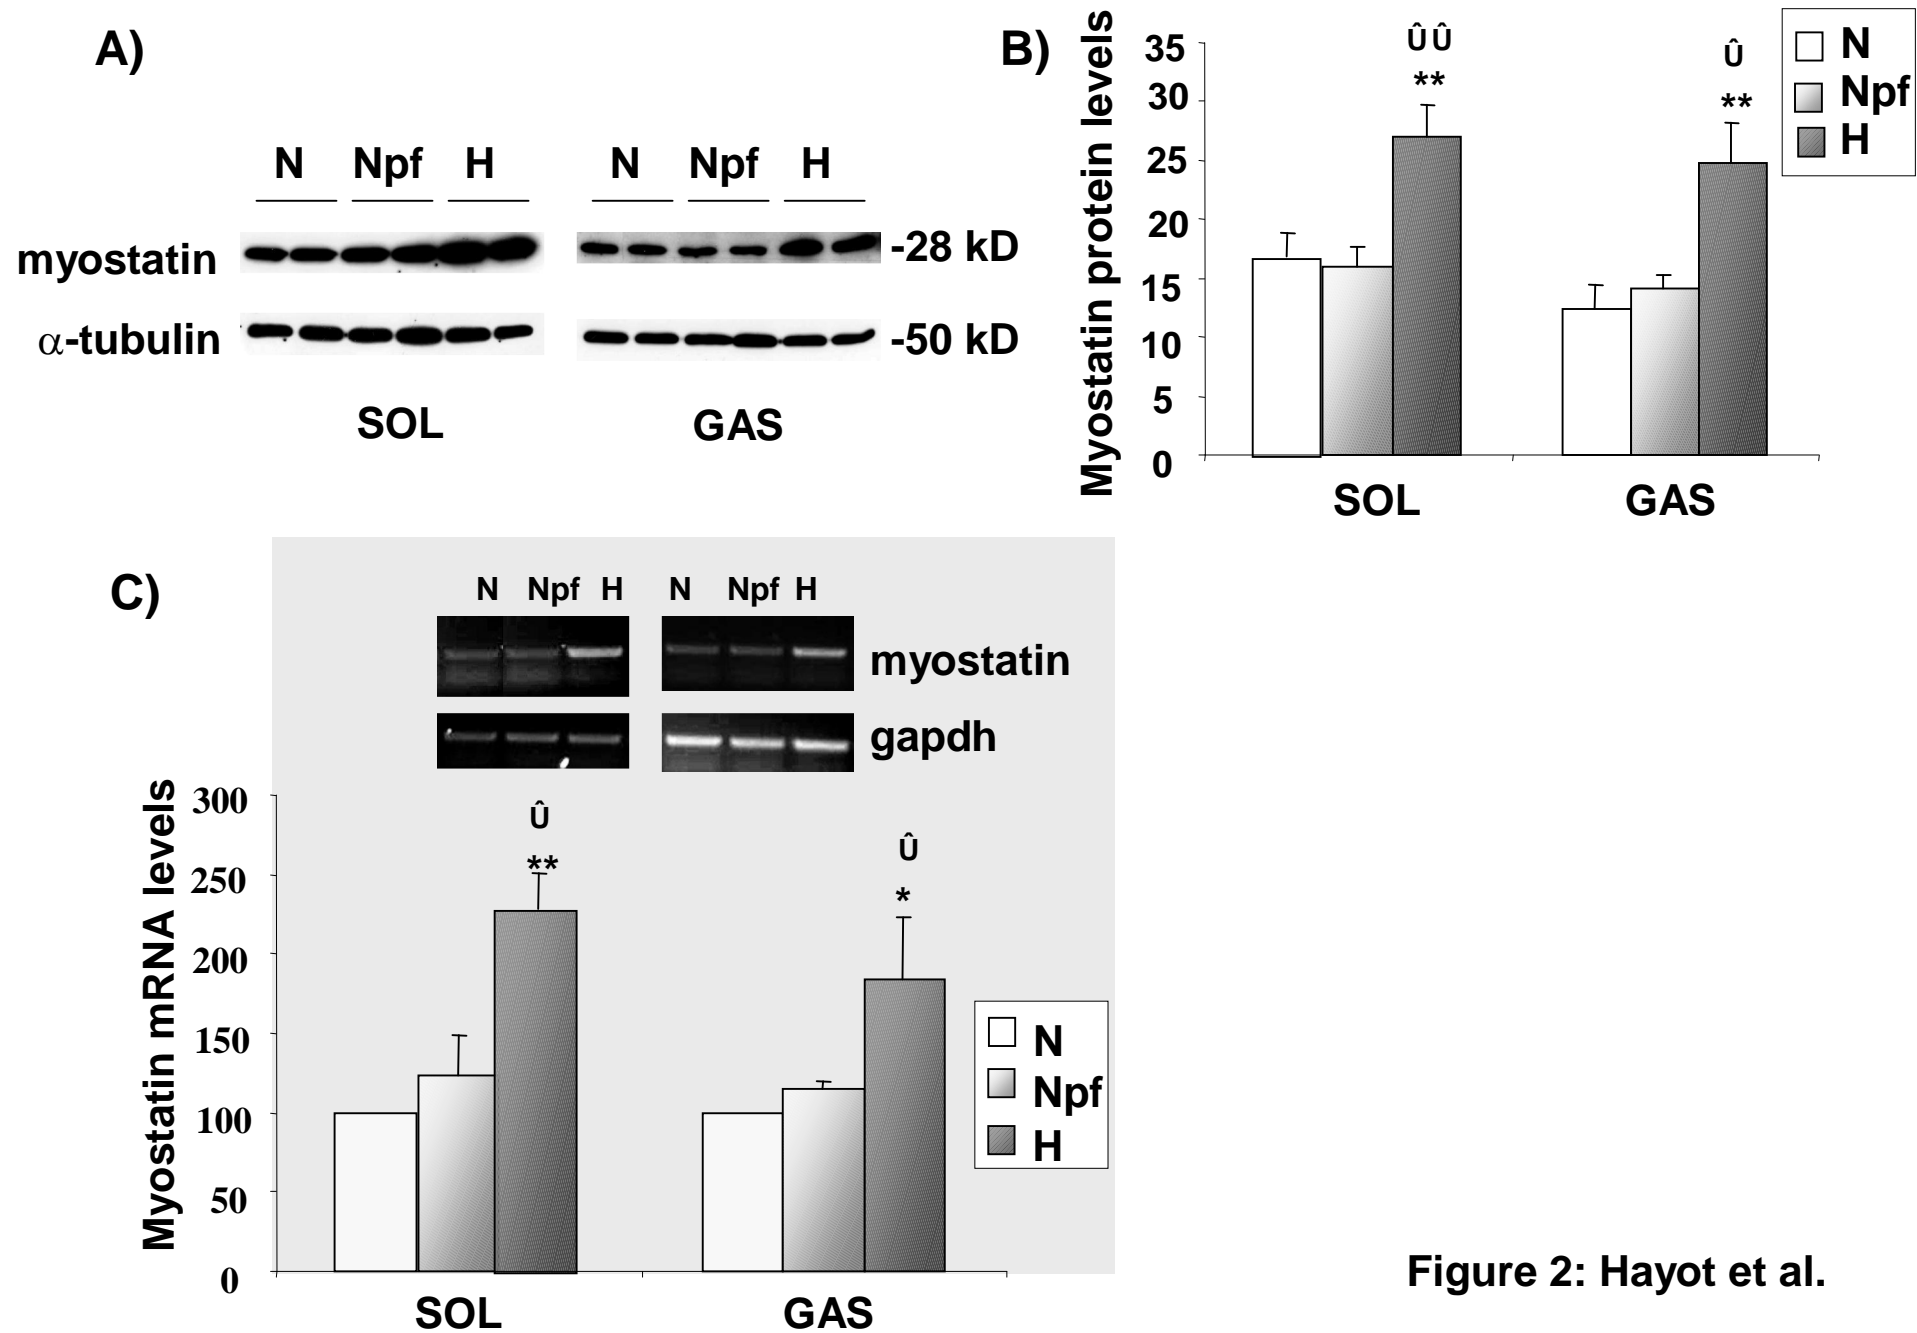 A)
N Npf H N Npf H
myostatin -28 kD
α-tubulin -50 kD
SOL GAS
B)
Myostatin protein levels
35
30
25
20
15
10
5
0
ÛÛ
**
Û
**
SOL GAS
N
Npf
H
C)
N Npf H N Npf H
myostatin
gapdh
Myostatin mRNA levels
300
250
200
150
100
50
0
Û
**
Û
*
N
Npf
H
SOL GAS
Figure 2: Hayot et al.